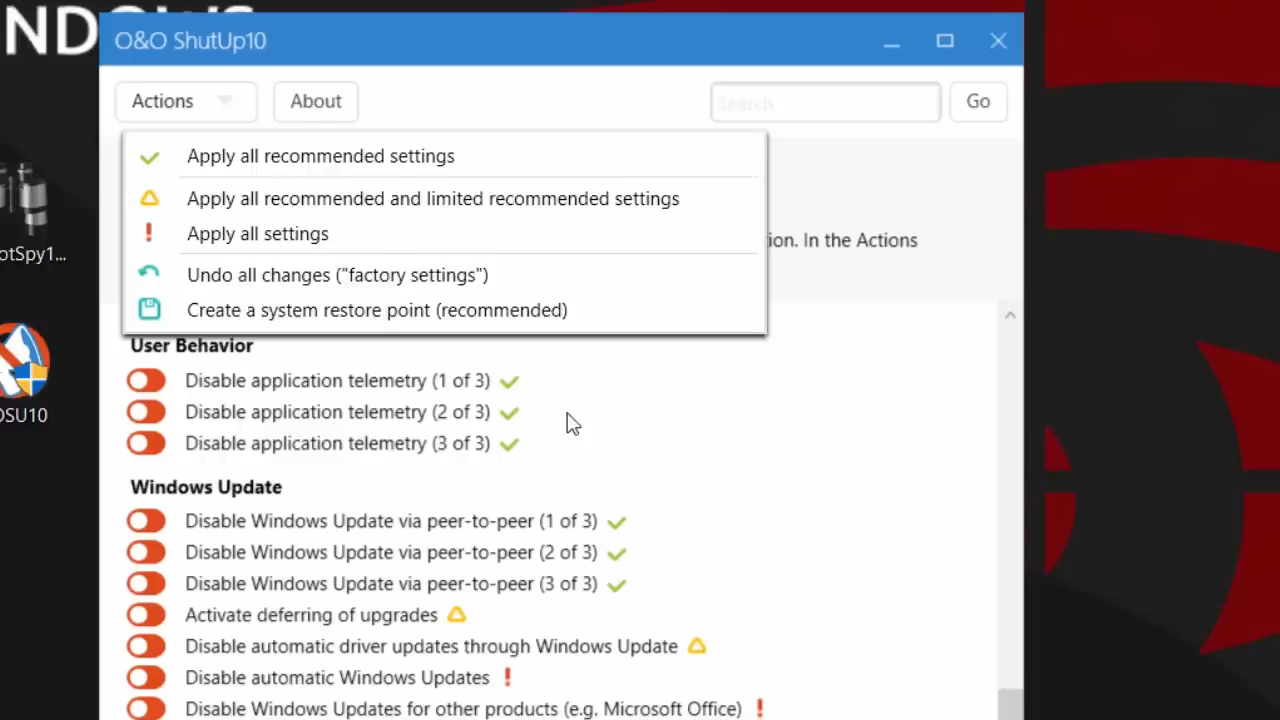 O&O ShutUp10
Actions
About
Search
Go
Apply all recommended settings
Apply all recommended and limited recommended settings
Apply all settings
Undo all changes ("factory settings")
Create a system restore point (recommended)
ion. In the Actions
User Behavior
Disable application telemetry (1 of 3)
Disable application telemetry (2 of 3)
Disable application telemetry (3 of 3)
Windows Update
Disable Windows Update via peer-to-peer (1 of 3)
Disable Windows Update via peer-to-peer (2 of 3)
Disable Windows Update via peer-to-peer (3 of 3)
Activate deferring of upgrades
Disable automatic driver updates through Windows Update
Disable automatic Windows Updates
Disable Windows Updates for other products (e.g. Microsoft Office)
otSpy1...
OSU10